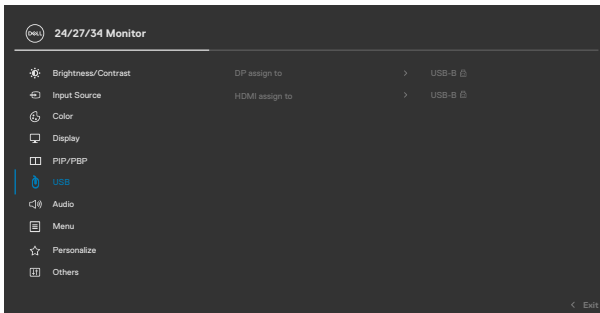 DELL 24/27/34 Monitor
Brightness/Contrast DP assign to > USB-B
Input Source HDMI assign to > USB-B
Color
Display
PIP/PBP
USB
Audio
Menu
Personalize
Others
< Exit